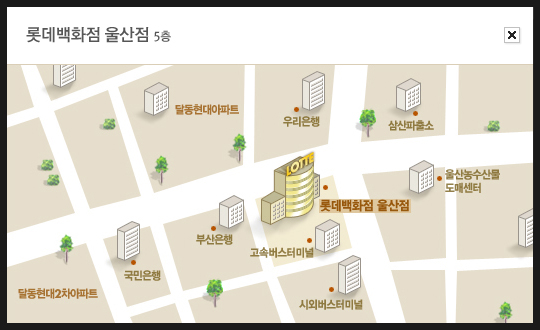 롯데백화점 울산점 5층
달동현대아파트
우리은행
삼산파출소
LOTTE
울산농수산물
도매센터
롯데백화점 울산점
부산은행
고속버스터미널
국민은행
달동현대2차아파트
시외버스터미널